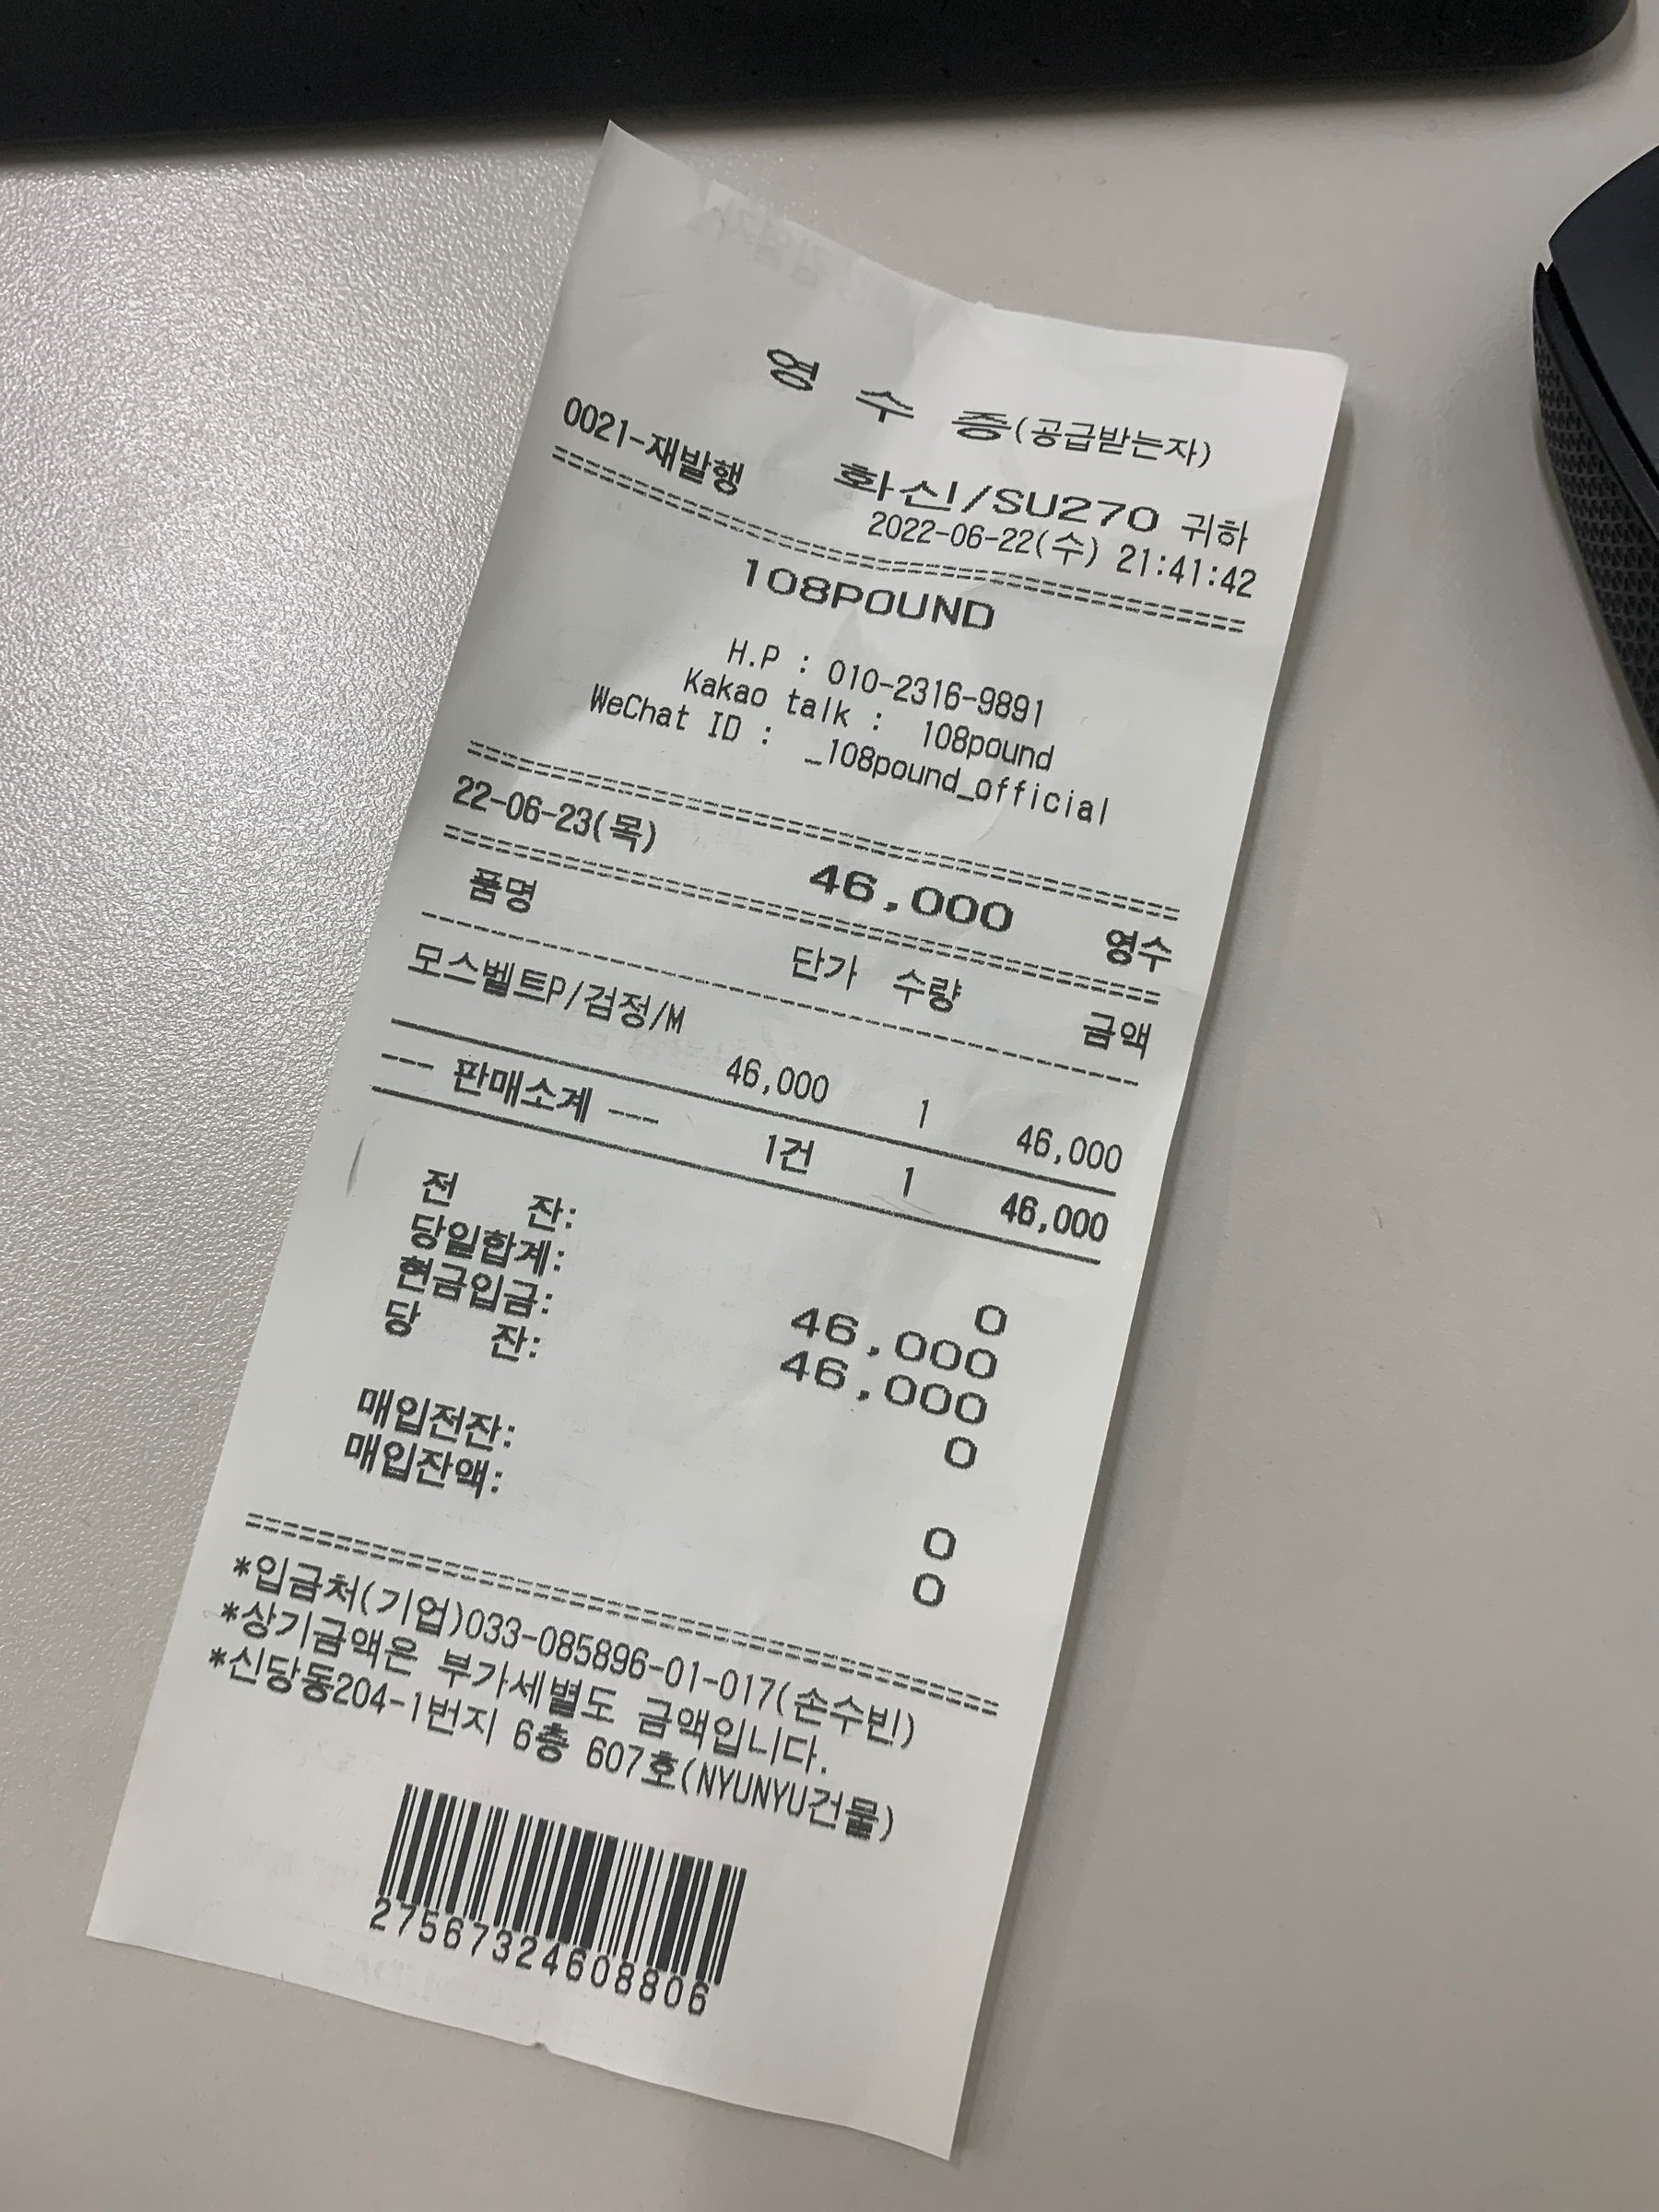 영 수 증(공급받는자)
0021-재발행 화신/SU270 귀하
2022-06-22(수) 21:41:42
108POUND
H.P : 010-2316-9891
Kakao talk : 108pound
WeChat ID : _108pound_official
22-06-23(목) 46,000 영수
품명 단가 수량 금액
모스벨트P/검정/M
46,000 1 46,000
--- 판매소계 --- 1건 1 46,000
전 잔: 0
당일합계: 46,000
현금입금: 46,000
당 잔: 0
매입전잔: 0
매입잔액: 0
*입금처(기업)033-085896-01-017(손수빈)
*상기금액은 부가세별도 금액입니다.
*신당동204-1번지 6층 607호(NYUNYU건물)
27567324608806